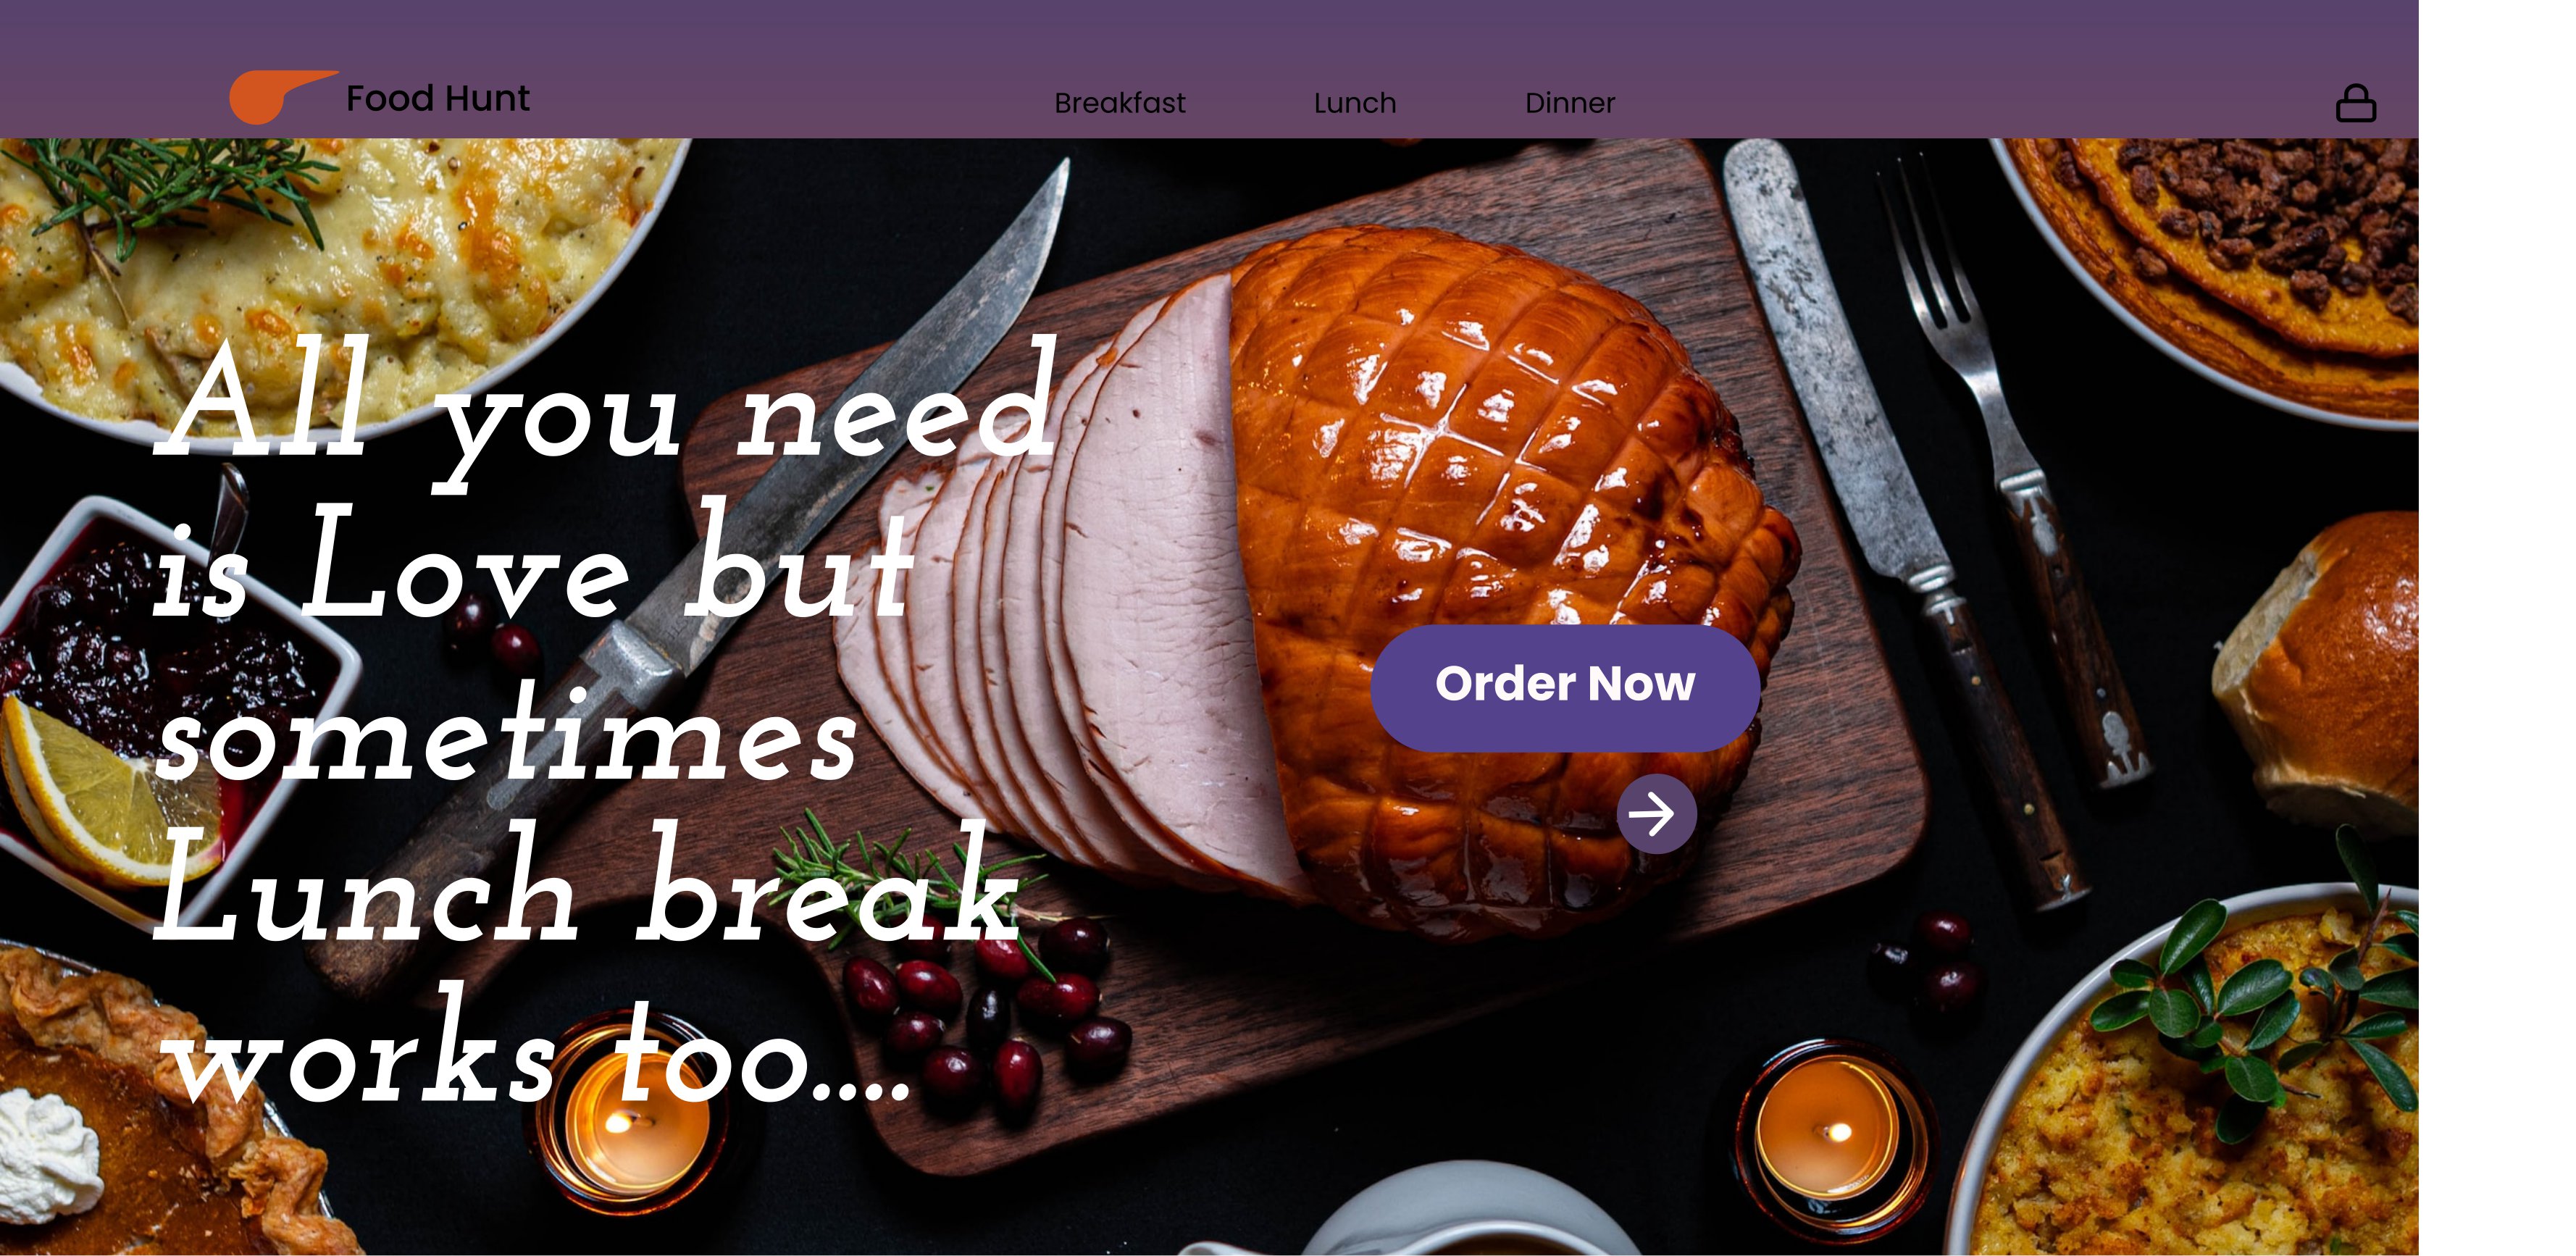 Food Hunt
Breakfast Lunch Dinner
All you need
is Love but
sometimes
Lunch break
works too....
Order Now